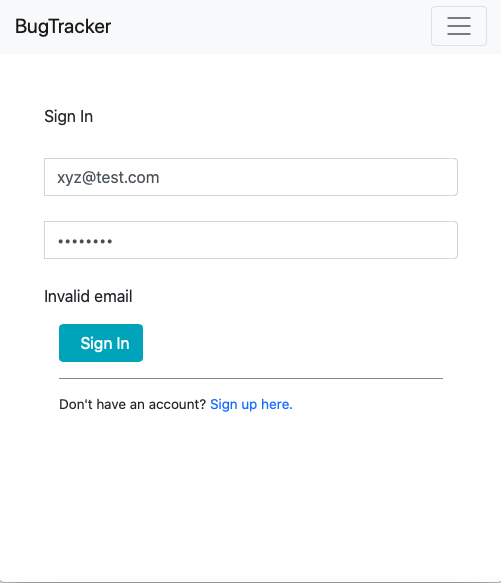 BugTracker
Sign In
xyz@test.com
••••••••
Invalid email
Sign In
Don't have an account? Sign up here.